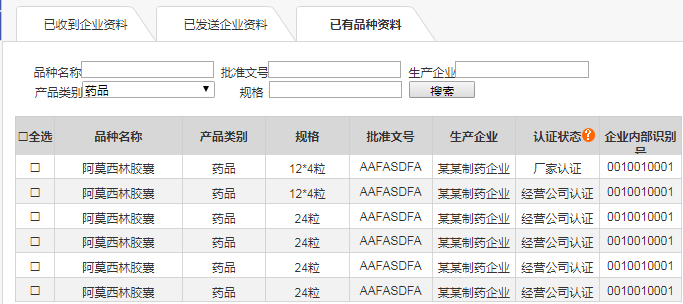 已收到企业资料 已发送企业资料 已有品种资料
品种名称 批准文号 生产企业
产品类别 药品 规格 搜索
全选 品种名称 产品类别 规格 批准文号 生产企业 认证状态 ? 企业内部识别号
阿莫西林胶囊 药品 12*4粒 AAFASDFA 某某制药企业 厂家认证 0010010001
阿莫西林胶囊 药品 12*4粒 AAFASDFA 某某制药企业 经营公司认证 0010010001
阿莫西林胶囊 药品 24粒 AAFASDFA 某某制药企业 经营公司认证 0010010001
阿莫西林胶囊 药品 24粒 AAFASDFA 某某制药企业 经营公司认证 0010010001
阿莫西林胶囊 药品 24粒 AAFASDFA 某某制药企业 经营公司认证 0010010001
阿莫西林胶囊 药品 24粒 AAFASDFA 某某制药企业 经营公司认证 0010010001